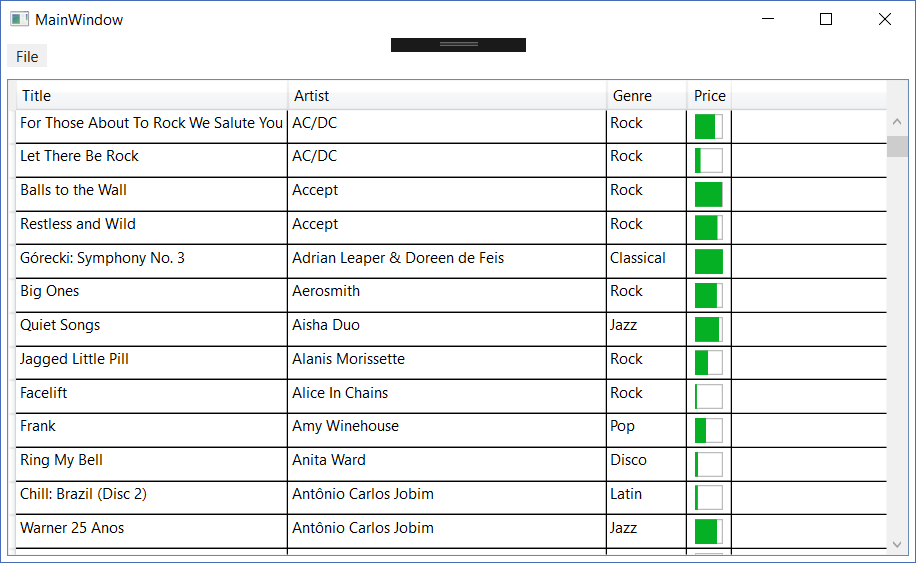 MainWindow
File
Title Artist Genre Price
For Those About To Rock We Salute You AC/DC Rock
Let There Be Rock AC/DC Rock
Balls to the Wall Accept Rock
Restless and Wild Accept Rock
Górecki: Symphony No. 3 Adrian Leaper & Doreen de Feis Classical
Big Ones Aerosmith Rock
Quiet Songs Aisha Duo Jazz
Jagged Little Pill Alanis Morissette Rock
Facelift Alice In Chains Rock
Frank Amy Winehouse Pop
Ring My Bell Anita Ward Disco
Chill: Brazil (Disc 2) Antônio Carlos Jobim Latin
Warner 25 Anos Antônio Carlos Jobim Jazz